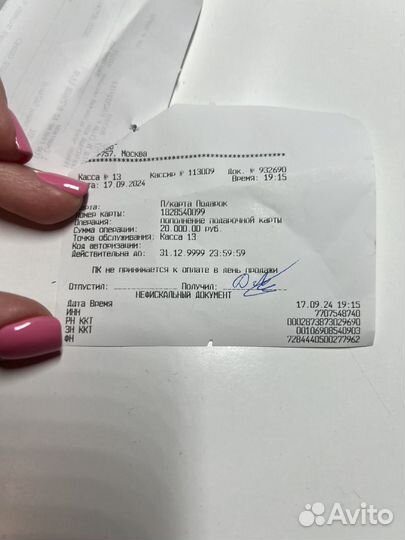 7757. Москва
Касса № 13 Кассир № 113009 Док. № 932690
та: 17.09.2024 Время: 19:15
рта: П/карта Подарок
Номер карты: 1828540099
Операция: пополнение подарочной карты
Сумма операции: 20.000.00 руб.
Точка обслуживания: Касса 13
Код авторизации:
Действительна до: 31.12.9999 23:59:59
ПК не принимается к оплате в день продажи
Отпустил: Получил:
НЕФИСКАЛЬНЫЙ ДОКУМЕНТ
Дата Время 17.09.24 19:15
ИНН 7707548740
РН ККТ 0002873873029690
ЗН ККТ 00106908540903
ФН 7284440500277962
Avito